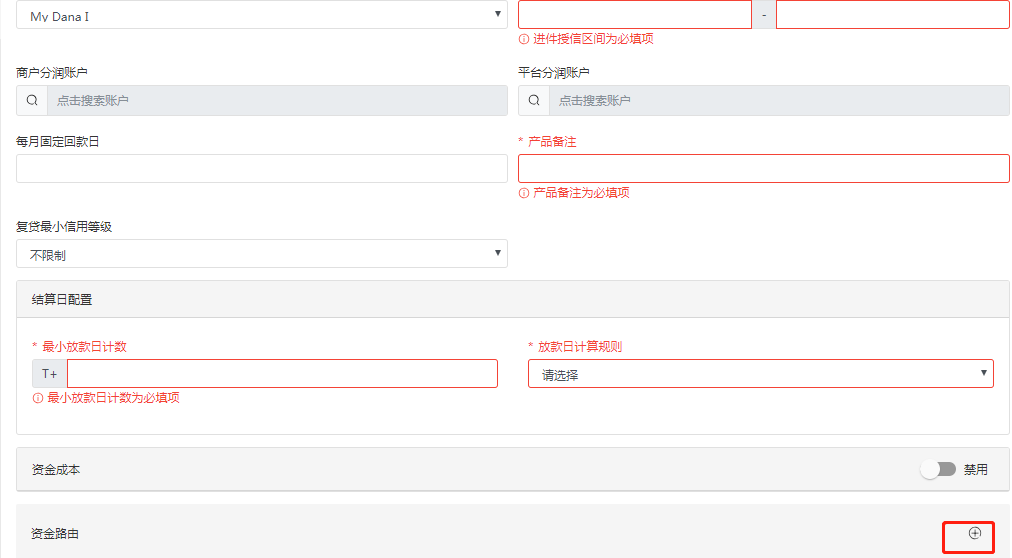 My Dana I
-
进件授信区间为必填项
商户分润账户
平台分润账户
点击搜索账户
点击搜索账户
每月固定回款日
* 产品备注
产品备注为必填项
复贷最小信用等级
不限制
结算日配置
* 最小放款日计数
* 放款日计算规则
T+
请选择
最小放款日计数为必填项
资金成本
禁用
资金路由